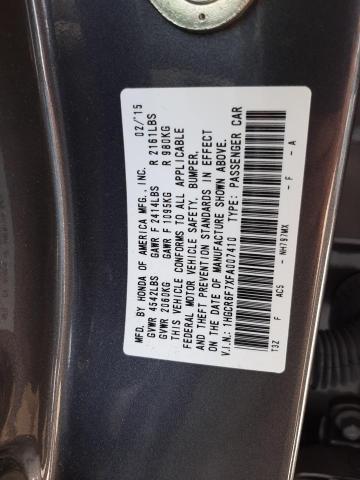 MFD. BY HONDA OF AMERICA MFG., INC. 02/'15
GVWR 4542LBS GAWR F 2414LBS R 2161LBS
GVWR 2060KG GAWR F 1095KG R 980KG
THIS VEHICLE CONFORMS TO ALL APPLICABLE
FEDERAL MOTOR VEHICLE SAFETY, BUMPER,
AND THEFT PREVENTION STANDARDS IN EFFECT
ON THE DATE OF MANUFACTURE SHOWN ABOVE.
V.I.N.: 1HGCR6F7XFA007410 TYPE: PASSENGER CAR
T3Z F AC5 - NH797MX - F - A